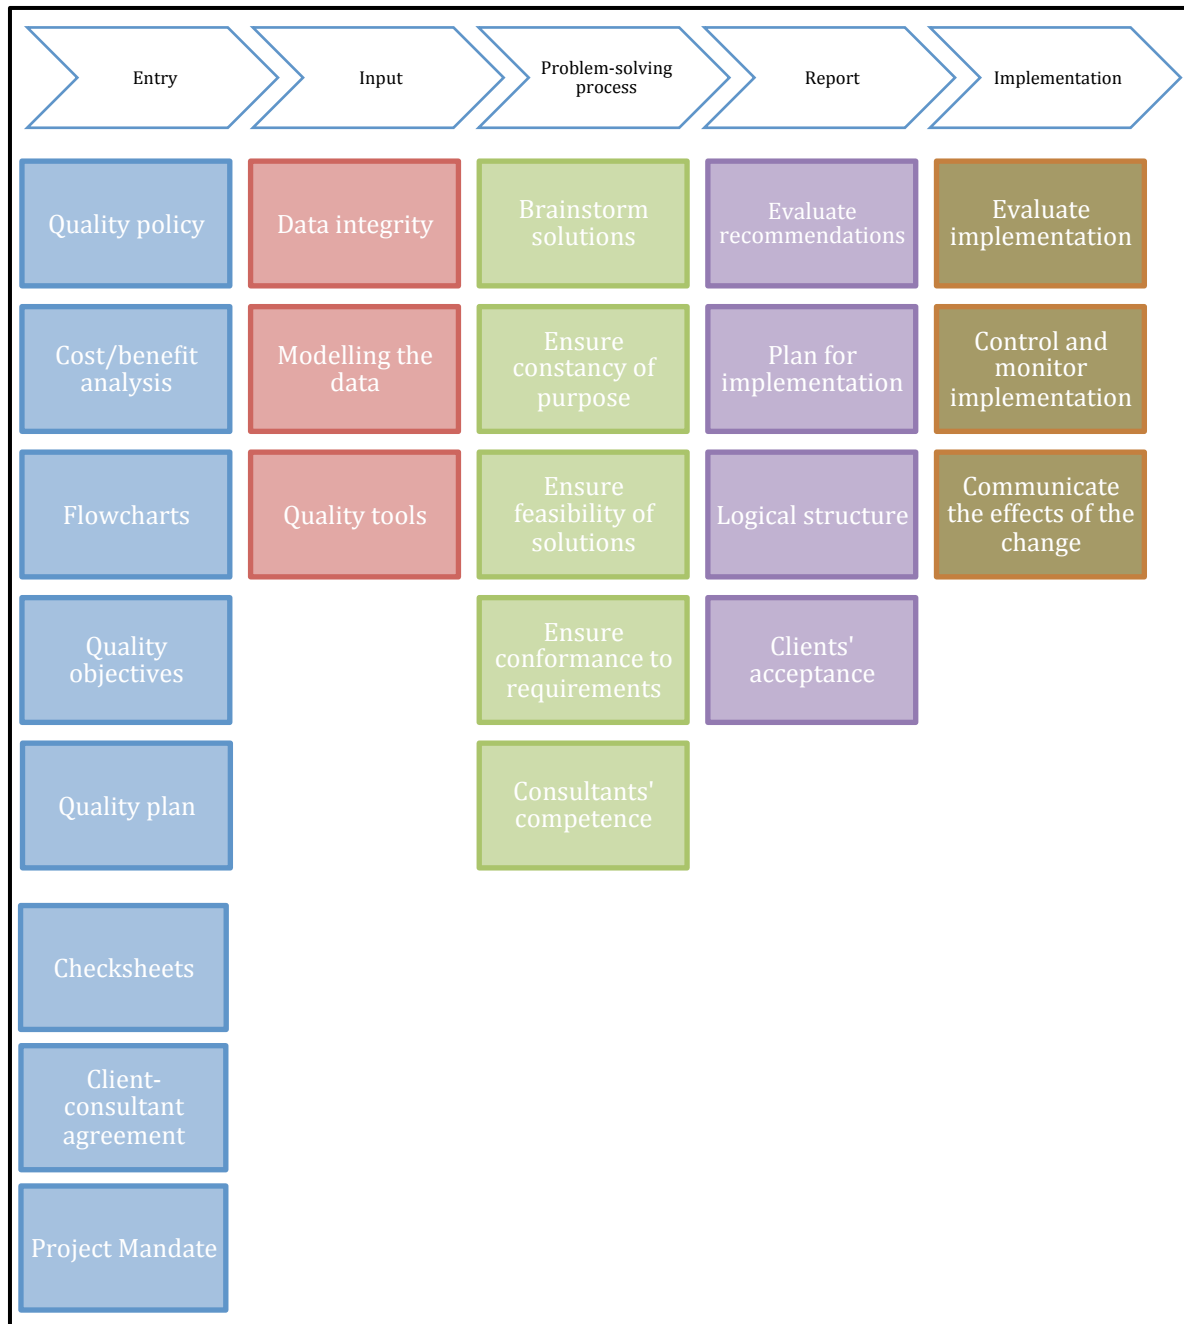 Entry
Input
Problem-solving
process
Report
Implementation
Quality policy
Cost/benefit
analysis
Flowcharts
Quality
objectives
Quality plan
Checksheets
Client-
consultant
agreement
Project Mandate
Data integrity
Modelling the
data
Quality tools
Brainstorm
solutions
Ensure
constancy of
purpose
Ensure
feasibility of
solutions
Ensure
conformance to
requirements
Consultants'
competence
Evaluate
recommendations
Plan for
implementation
Logical structure
Clients'
acceptance
Evaluate
implementation
Control and
monitor
implementation
Communicate
the effects of the
change